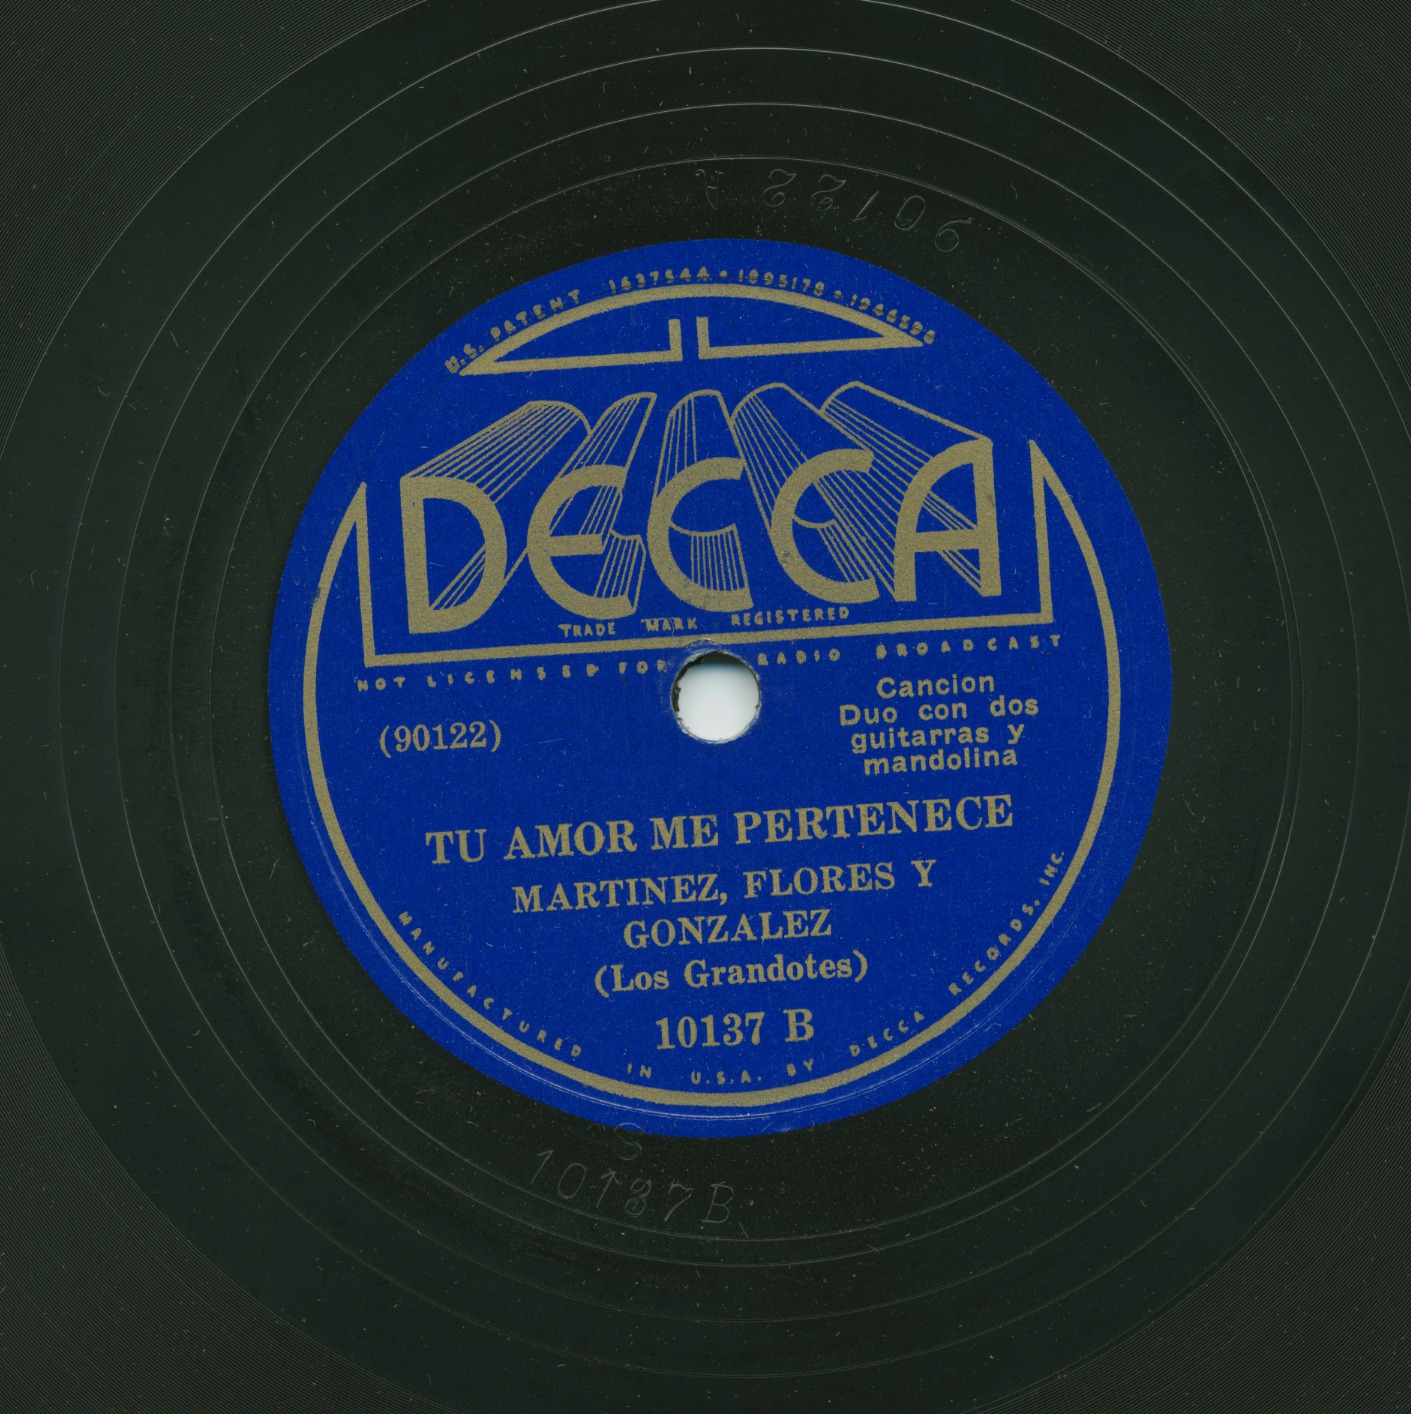 90122 A
U.S. PATENT 1637544 • 1895178 • 1946596
DECCA
TRADE MARK REGISTERED
NOT LICENSED FOR RADIO BROADCAST
(90122)
Cancion
Duo con dos
guitarras y
mandolina
TU AMOR ME PERTENECE
MARTINEZ, FLORES Y
GONZALEZ
(Los Grandotes)
10137 B
MANUFACTURED IN U.S.A. BY DECCA RECORDS, INC.
S
10137B